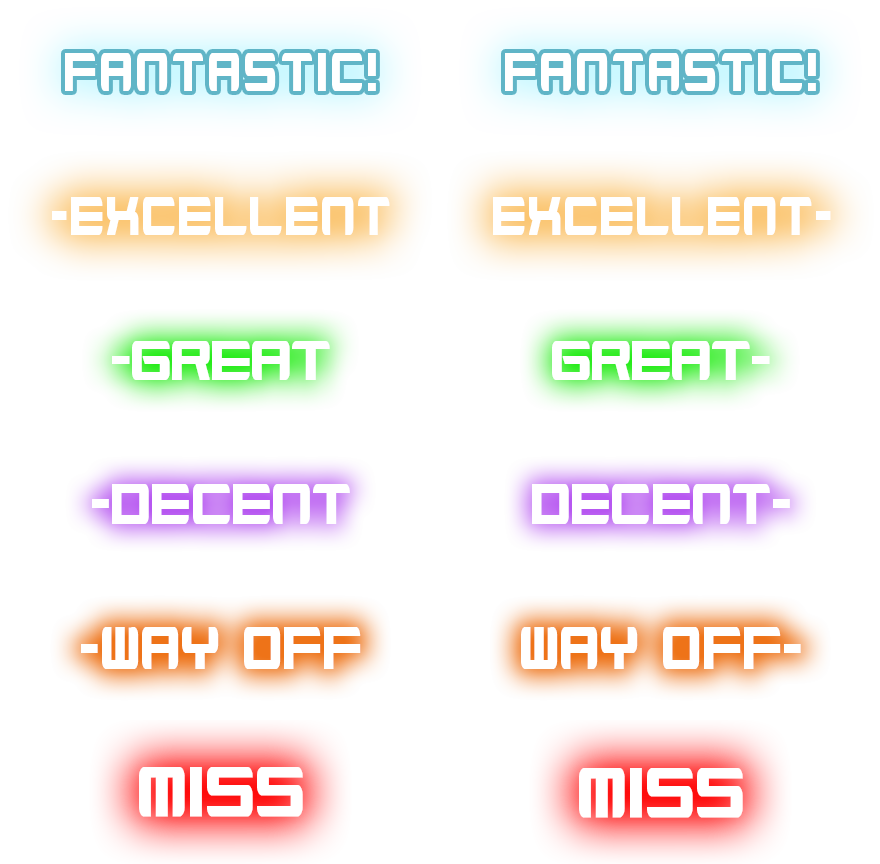 FANTASTIC! FANTASTIC!
-EXCELLENT EXCELLENT-
-GREAT GREAT-
-DECENT DECENT-
-WAY OFF WAY OFF-
MISS MISS